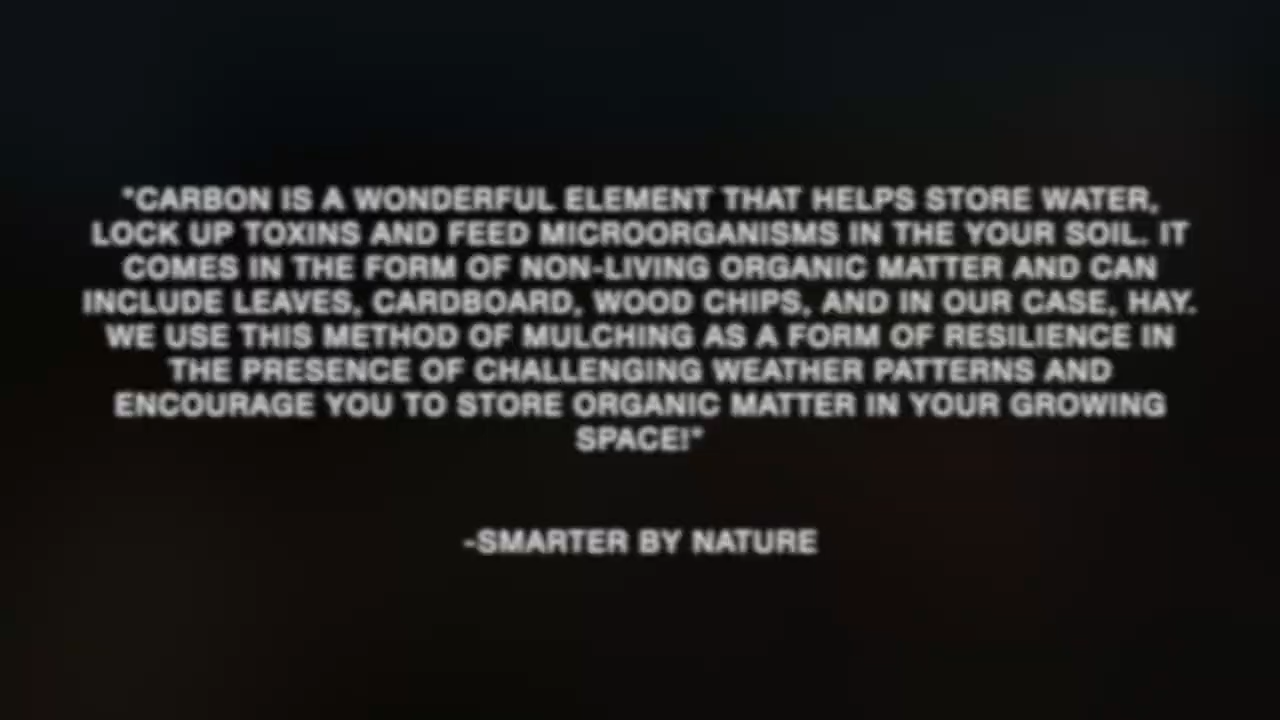 "CARBON IS A WONDERFUL ELEMENT THAT HELPS STORE WATER,
LOCK UP TOXINS AND FEED MICROORGANISMS IN THE YOUR SOIL. IT
COMES IN THE FORM OF NON-LIVING ORGANIC MATTER AND CAN
INCLUDE LEAVES, CARDBOARD, WOOD CHIPS, AND IN OUR CASE, HAY.
WE USE THIS METHOD OF MULCHING AS A FORM OF RESILIENCE IN
THE PRESENCE OF CHALLENGING WEATHER PATTERNS AND
ENCOURAGE YOU TO STORE ORGANIC MATTER IN YOUR GROWING
SPACE!"
-SMARTER BY NATURE